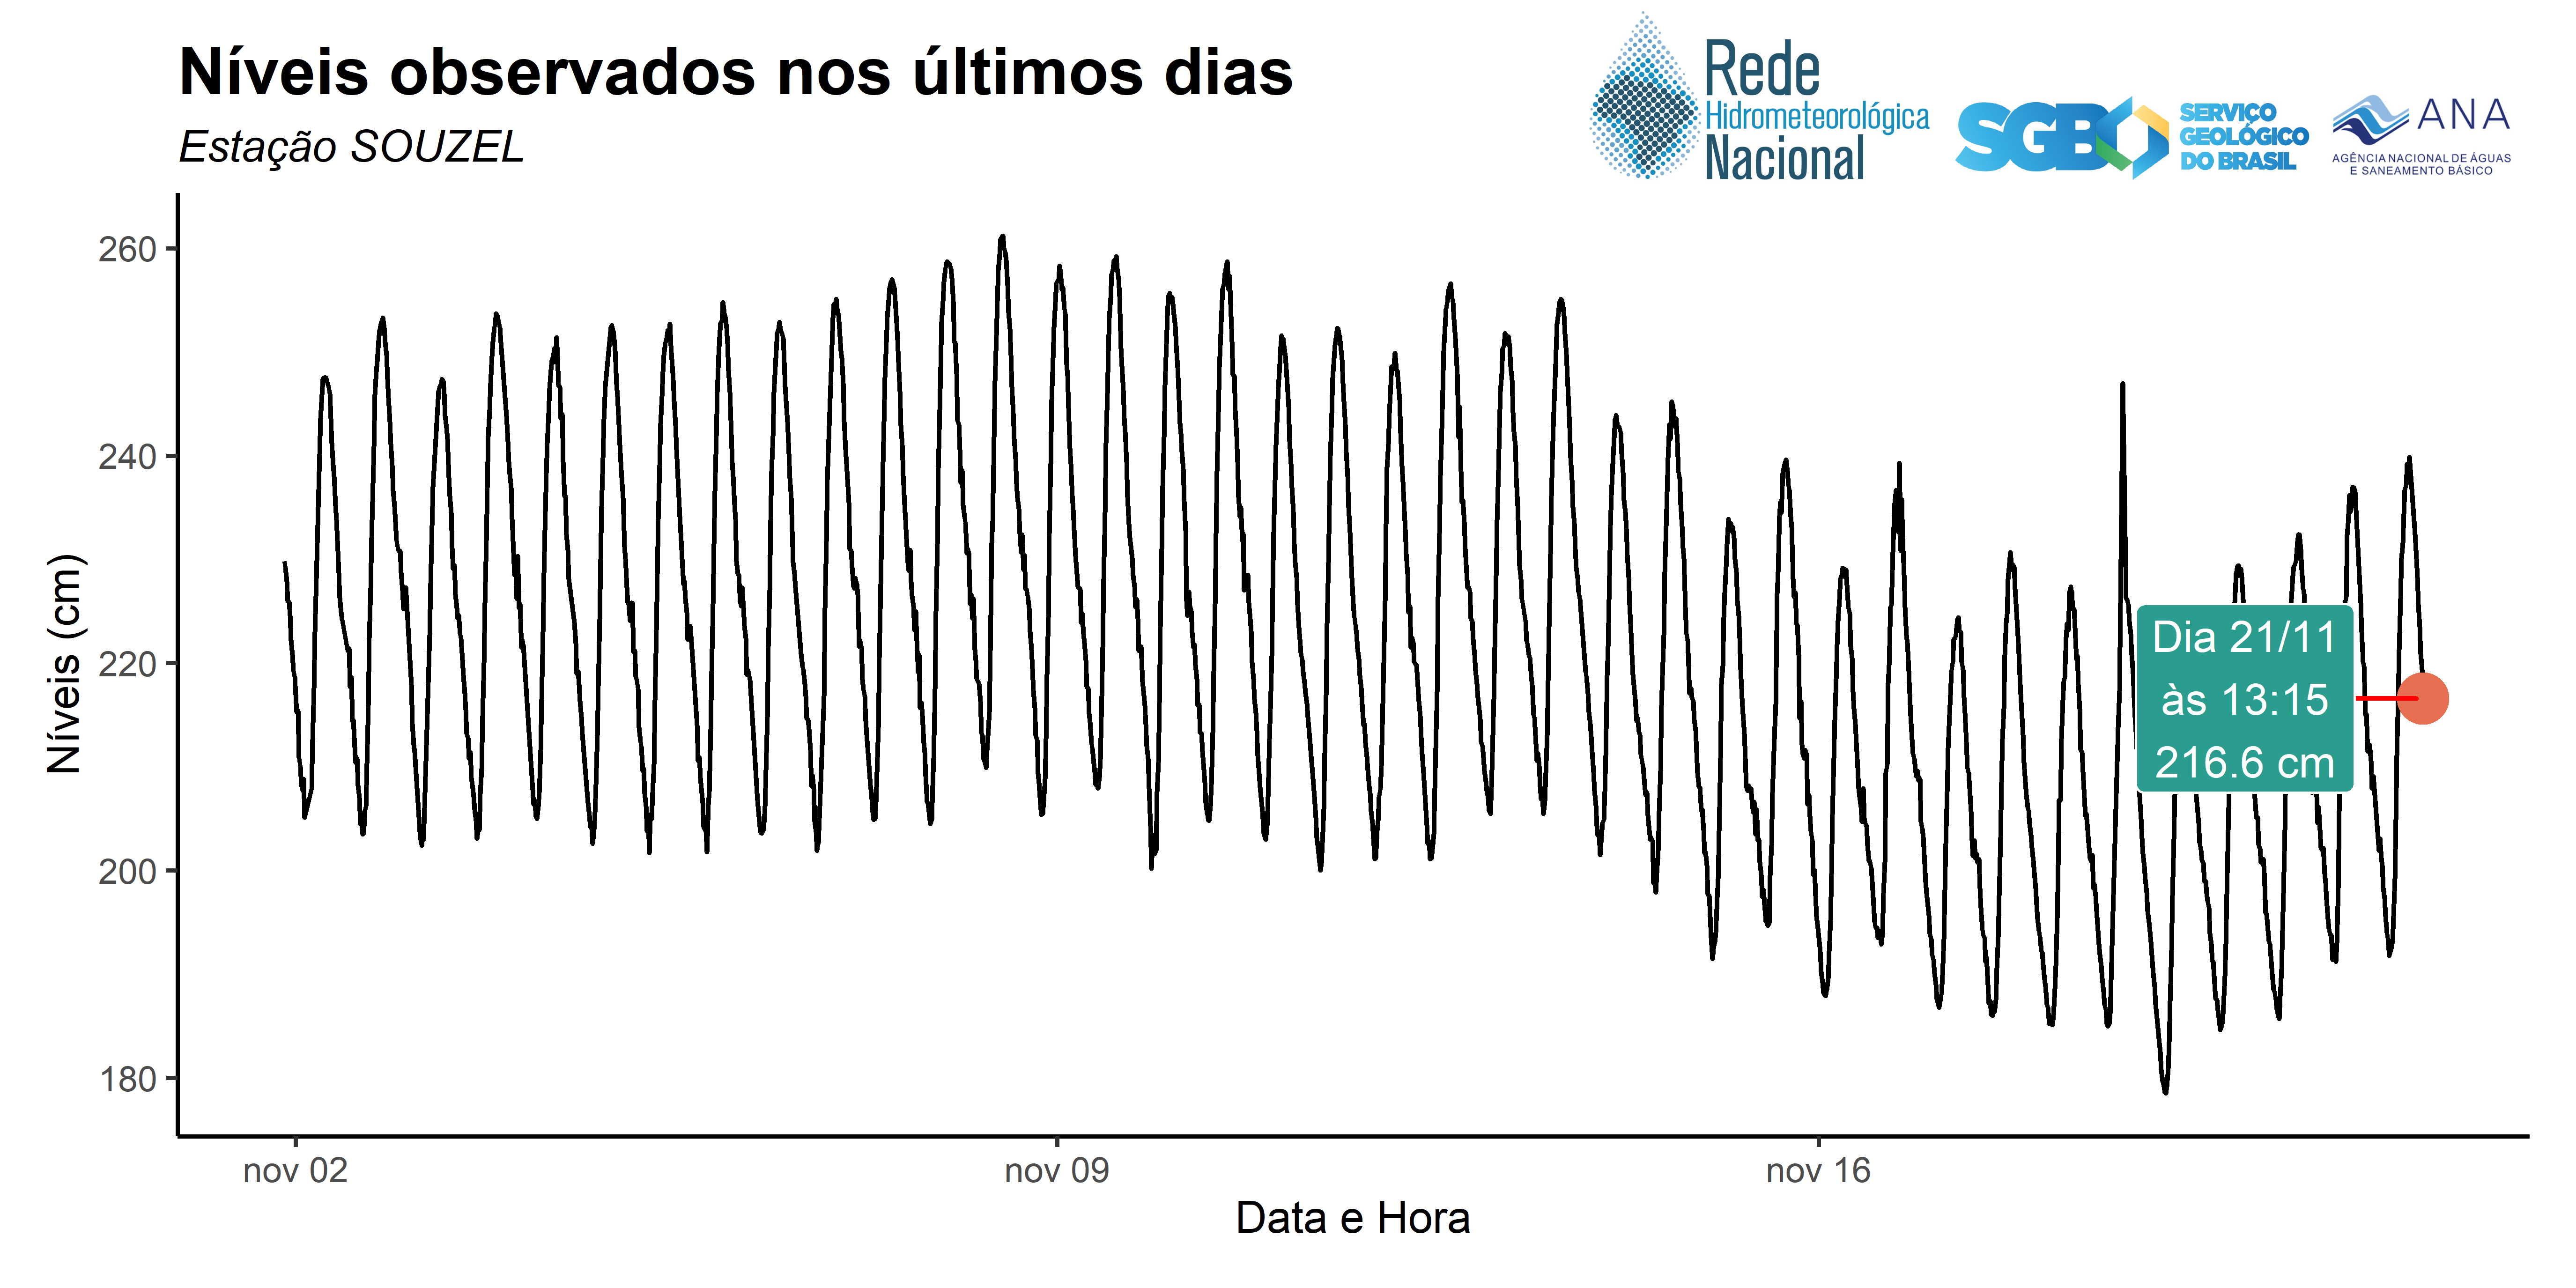 Níveis observados nos últimos dias
Estação SOUZEL
Rede
Hidrometeorológica
Nacional
SGB
SERVIÇO
GEOLÓGICO
DO BRASIL
ANA
AGÊNCIA NACIONAL DE ÁGUAS
E SANEAMENTO BÁSICO
Níveis (cm)
260
240
220
200
180
Dia 21/11
às 13:15
216.6 cm
nov 02
nov 09
nov 16
Data e Hora